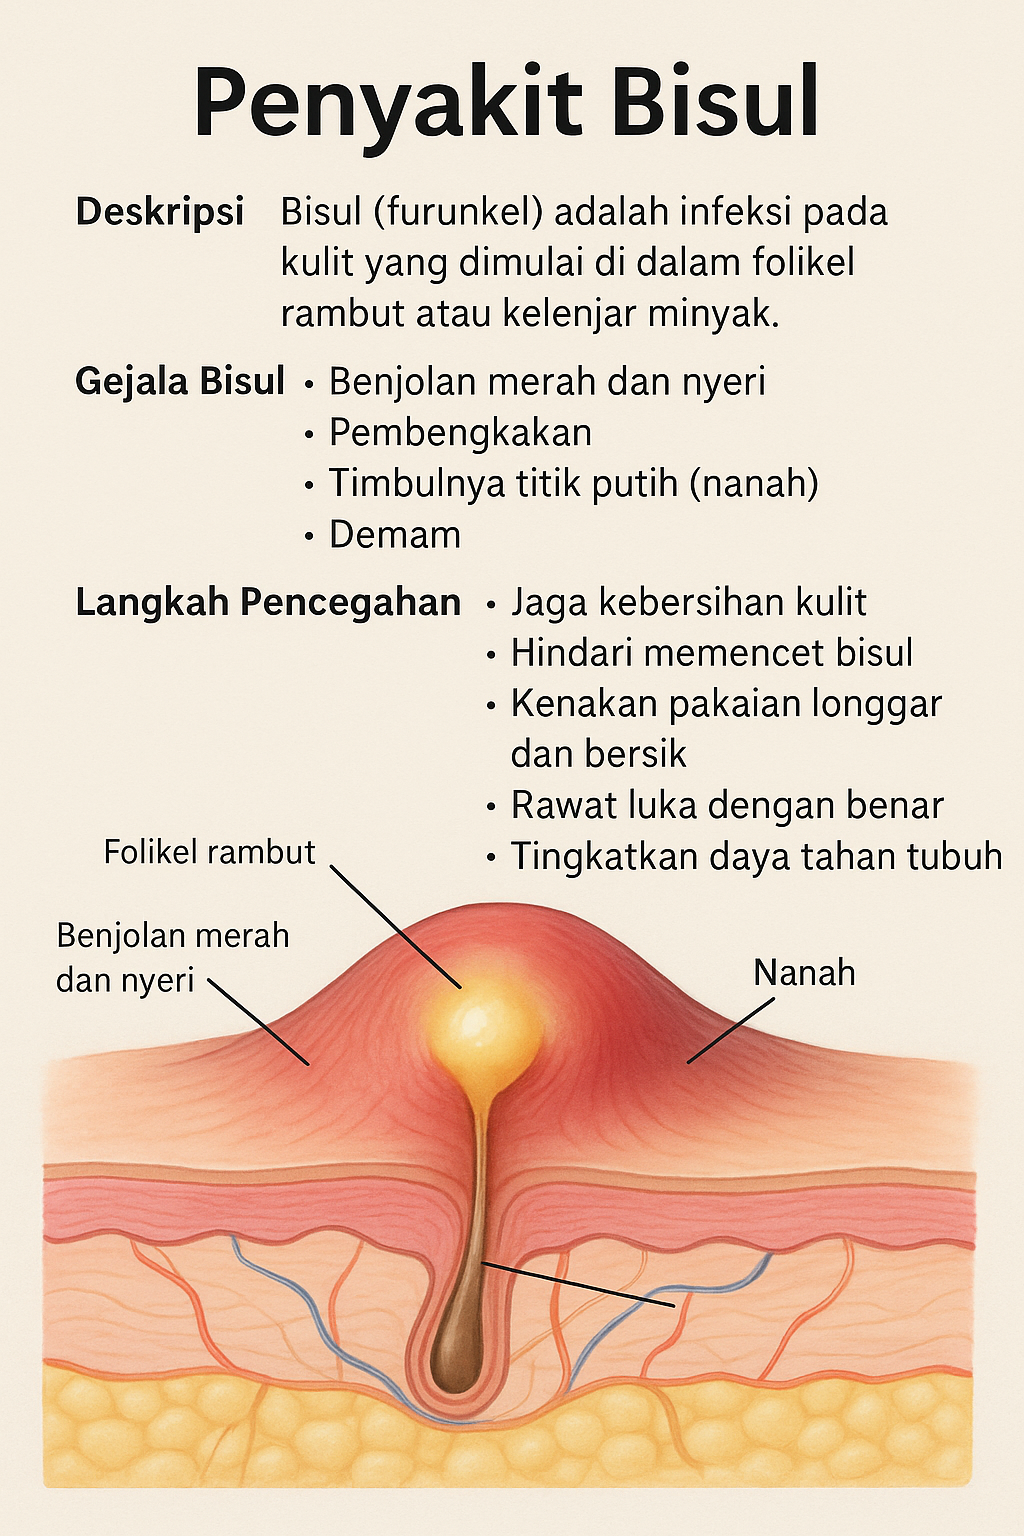 Penyakit Bisul
Deskripsi Bisul (furunkel) adalah infeksi pada
kulit yang dimulai di dalam folikel
rambut atau kelenjar minyak.
Gejala Bisul • Benjolan merah dan nyeri
• Pembengkakan
• Timbulnya titik putih (nanah)
• Demam
Langkah Pencegahan • Jaga kebersihan kulit
• Hindari memencet bisul
• Kenakan pakaian longgar
dan bersik
• Rawat luka dengan benar
• Tingkatkan daya tahan tubuh
Folikel rambut
Benjolan merah
dan nyeri
Nanah